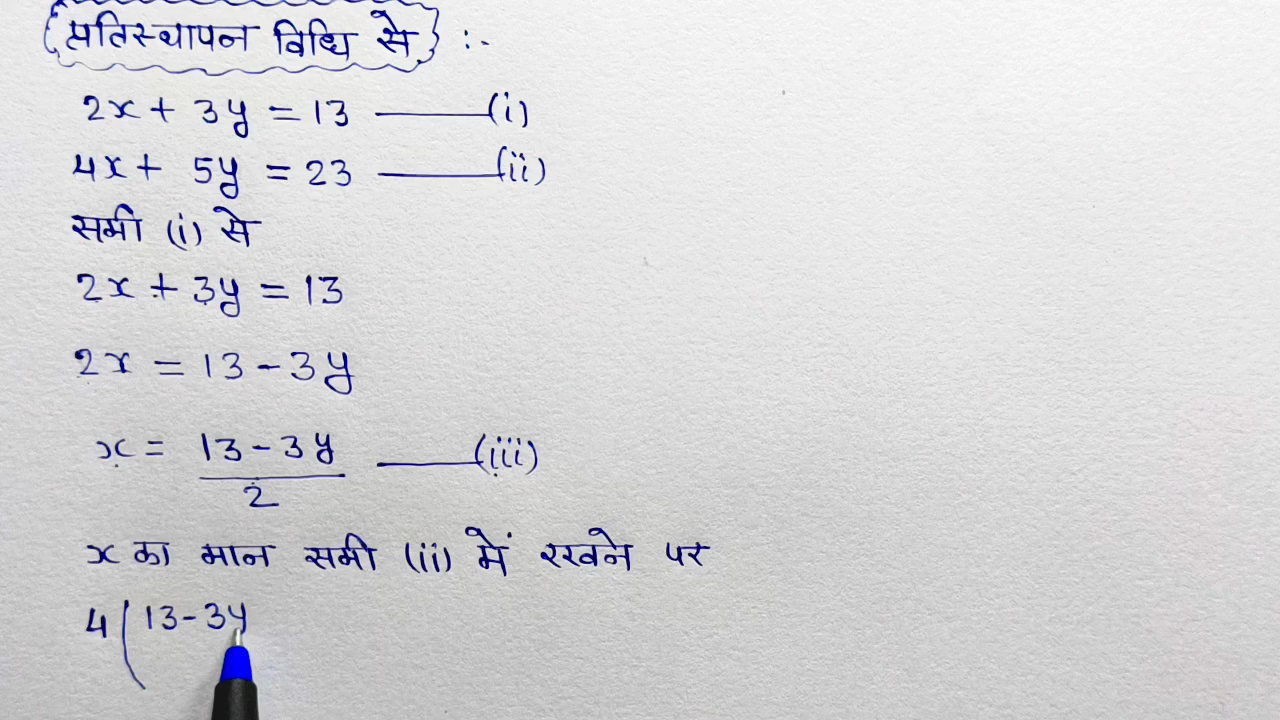 प्रतिस्थापन विधि से :-
2x + 3y = 13 ——— (i)
4x + 5y = 23 ——— (ii)
समी (i) से
2x + 3y = 13
2x = 13 - 3y
x = 13 - 3y / 2 ——— (iii)
x का मान समी (ii) में रखने पर
4 ( 13 - 3y